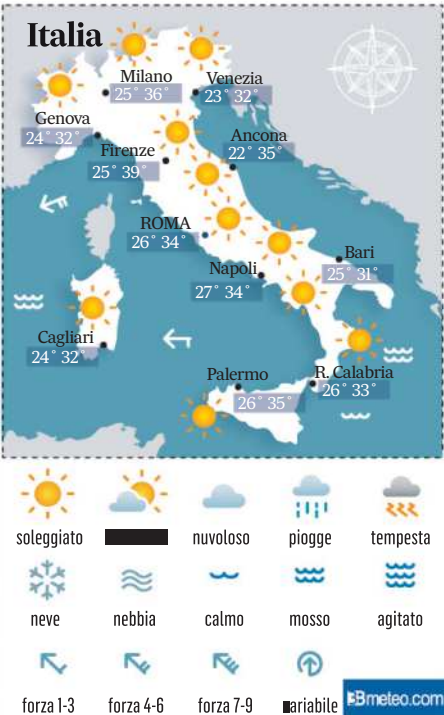 Italia
Milano
25° 36°
Venezia
23° 32°
Genova
24° 32°
Firenze
25° 39°
Ancona
22° 35°
ROMA
26° 34°
Napoli
27° 34°
Bari
25° 31°
Cagliari
24° 32°
Palermo
26° 35°
R. Calabria
26° 33°
soleggiato nuvoloso piogge tempesta
neve nebbia calmo mosso agitato
forza 1-3 forza 4-6 forza 7-9 ariabile
3Bmeteo.com